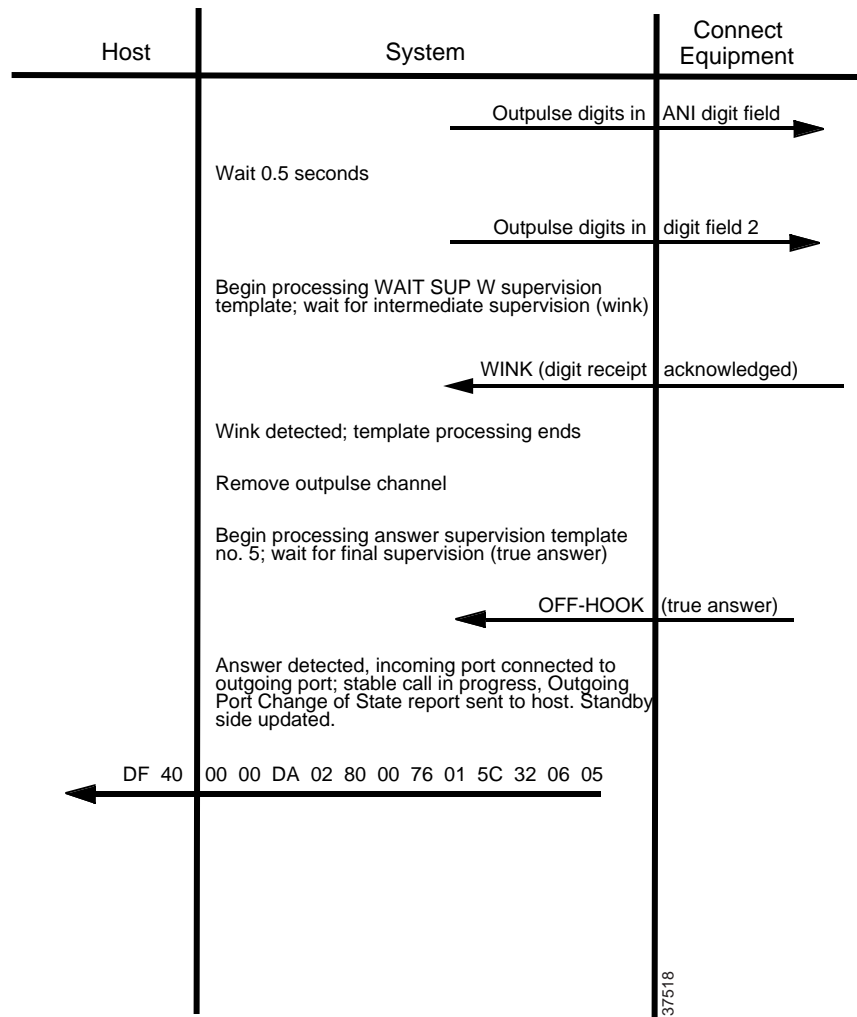 Host
System
Connect
Equipment
Outpulse digits in ANI digit field
Wait 0.5 seconds
Outpulse digits in digit field 2
Begin processing WAIT SUP W supervision
template; wait for intermediate supervision (wink)
WINK (digit receipt acknowledged)
Wink detected; template processing ends
Remove outpulse channel
Begin processing answer supervision template
no. 5; wait for final supervision (true answer)
OFF-HOOK (true answer)
Answer detected, incoming port connected to
outgoing port; stable call in progress, Outgoing
Port Change of State report sent to host. Standby
side updated.
DF 40 00 00 DA 02 80 00 76 01 5C 32 06 05
37518